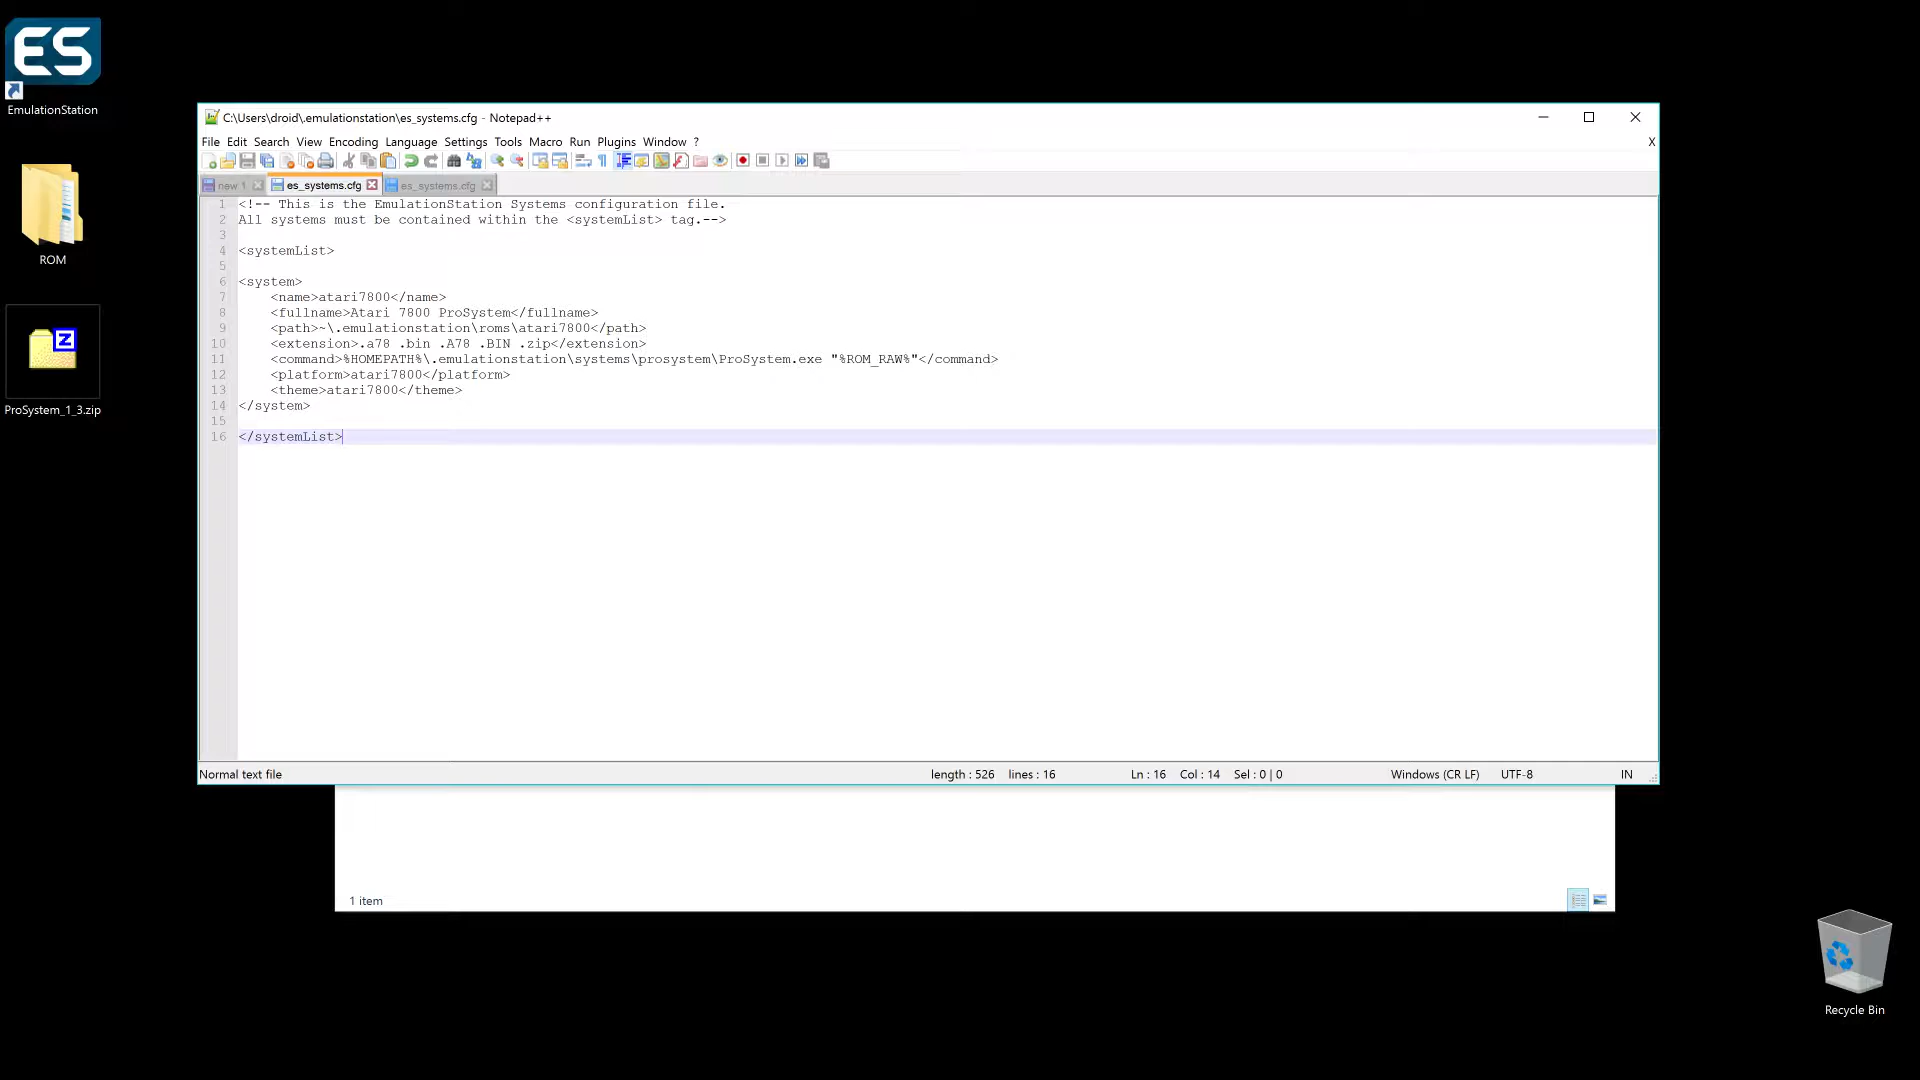 ES
EmulationStation
ROM
Z
ProSystem_1_3.zip
C:\Users\droid\.emulationstation\es_systems.cfg - Notepad++
File Edit Search View Encoding Language Settings Tools Macro Run Plugins Window ? X
new 1 es_systems.cfg es_systems.cfg
1 <!-- This is the EmulationStation Systems configuration file.
2 All systems must be contained within the <systemList> tag.-->
3
4 <systemList>
5
6 <system>
7 <name>atari7800</name>
8 <fullname>Atari 7800 ProSystem</fullname>
9 <path>~\.emulationstation\roms\atari7800</path>
10 <extension>.a78 .bin .A78 .BIN .zip</extension>
11 <command>%HOMEPATH%\.emulationstation\systems\prosystem\ProSystem.exe "%ROM_RAW%"</command>
12 <platform>atari7800</platform>
13 <theme>atari7800</theme>
14 </system>
15
16 </systemList>
Normal text file length : 526 lines : 16 Ln : 16 Col : 14 Sel : 0 | 0 Windows (CR LF) UTF-8 IN
1 item
Recycle Bin